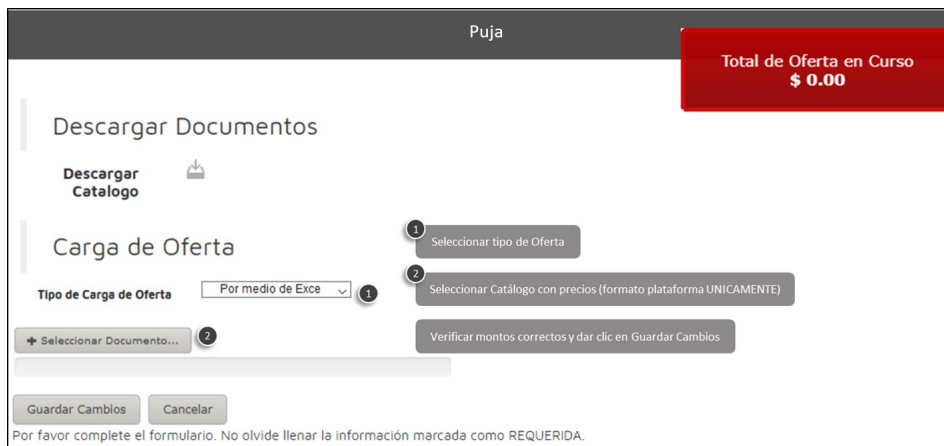 Puja
Total de Oferta en Curso
$ 0.00
Descargar Documentos
Descargar
Catalogo
Carga de Oferta
1
Seleccionar tipo de Oferta
2
Seleccionar Catálogo con precios (formato plataforma UNICAMENTE)
Tipo de Carga de Oferta
Por medio de Exce
1
Verificar montos correctos y dar clic en Guardar Cambios
+ Seleccionar Documento...
2
Guardar Cambios
Cancelar
Por favor complete el formulario. No olvide llenar la información marcada como REQUERIDA.